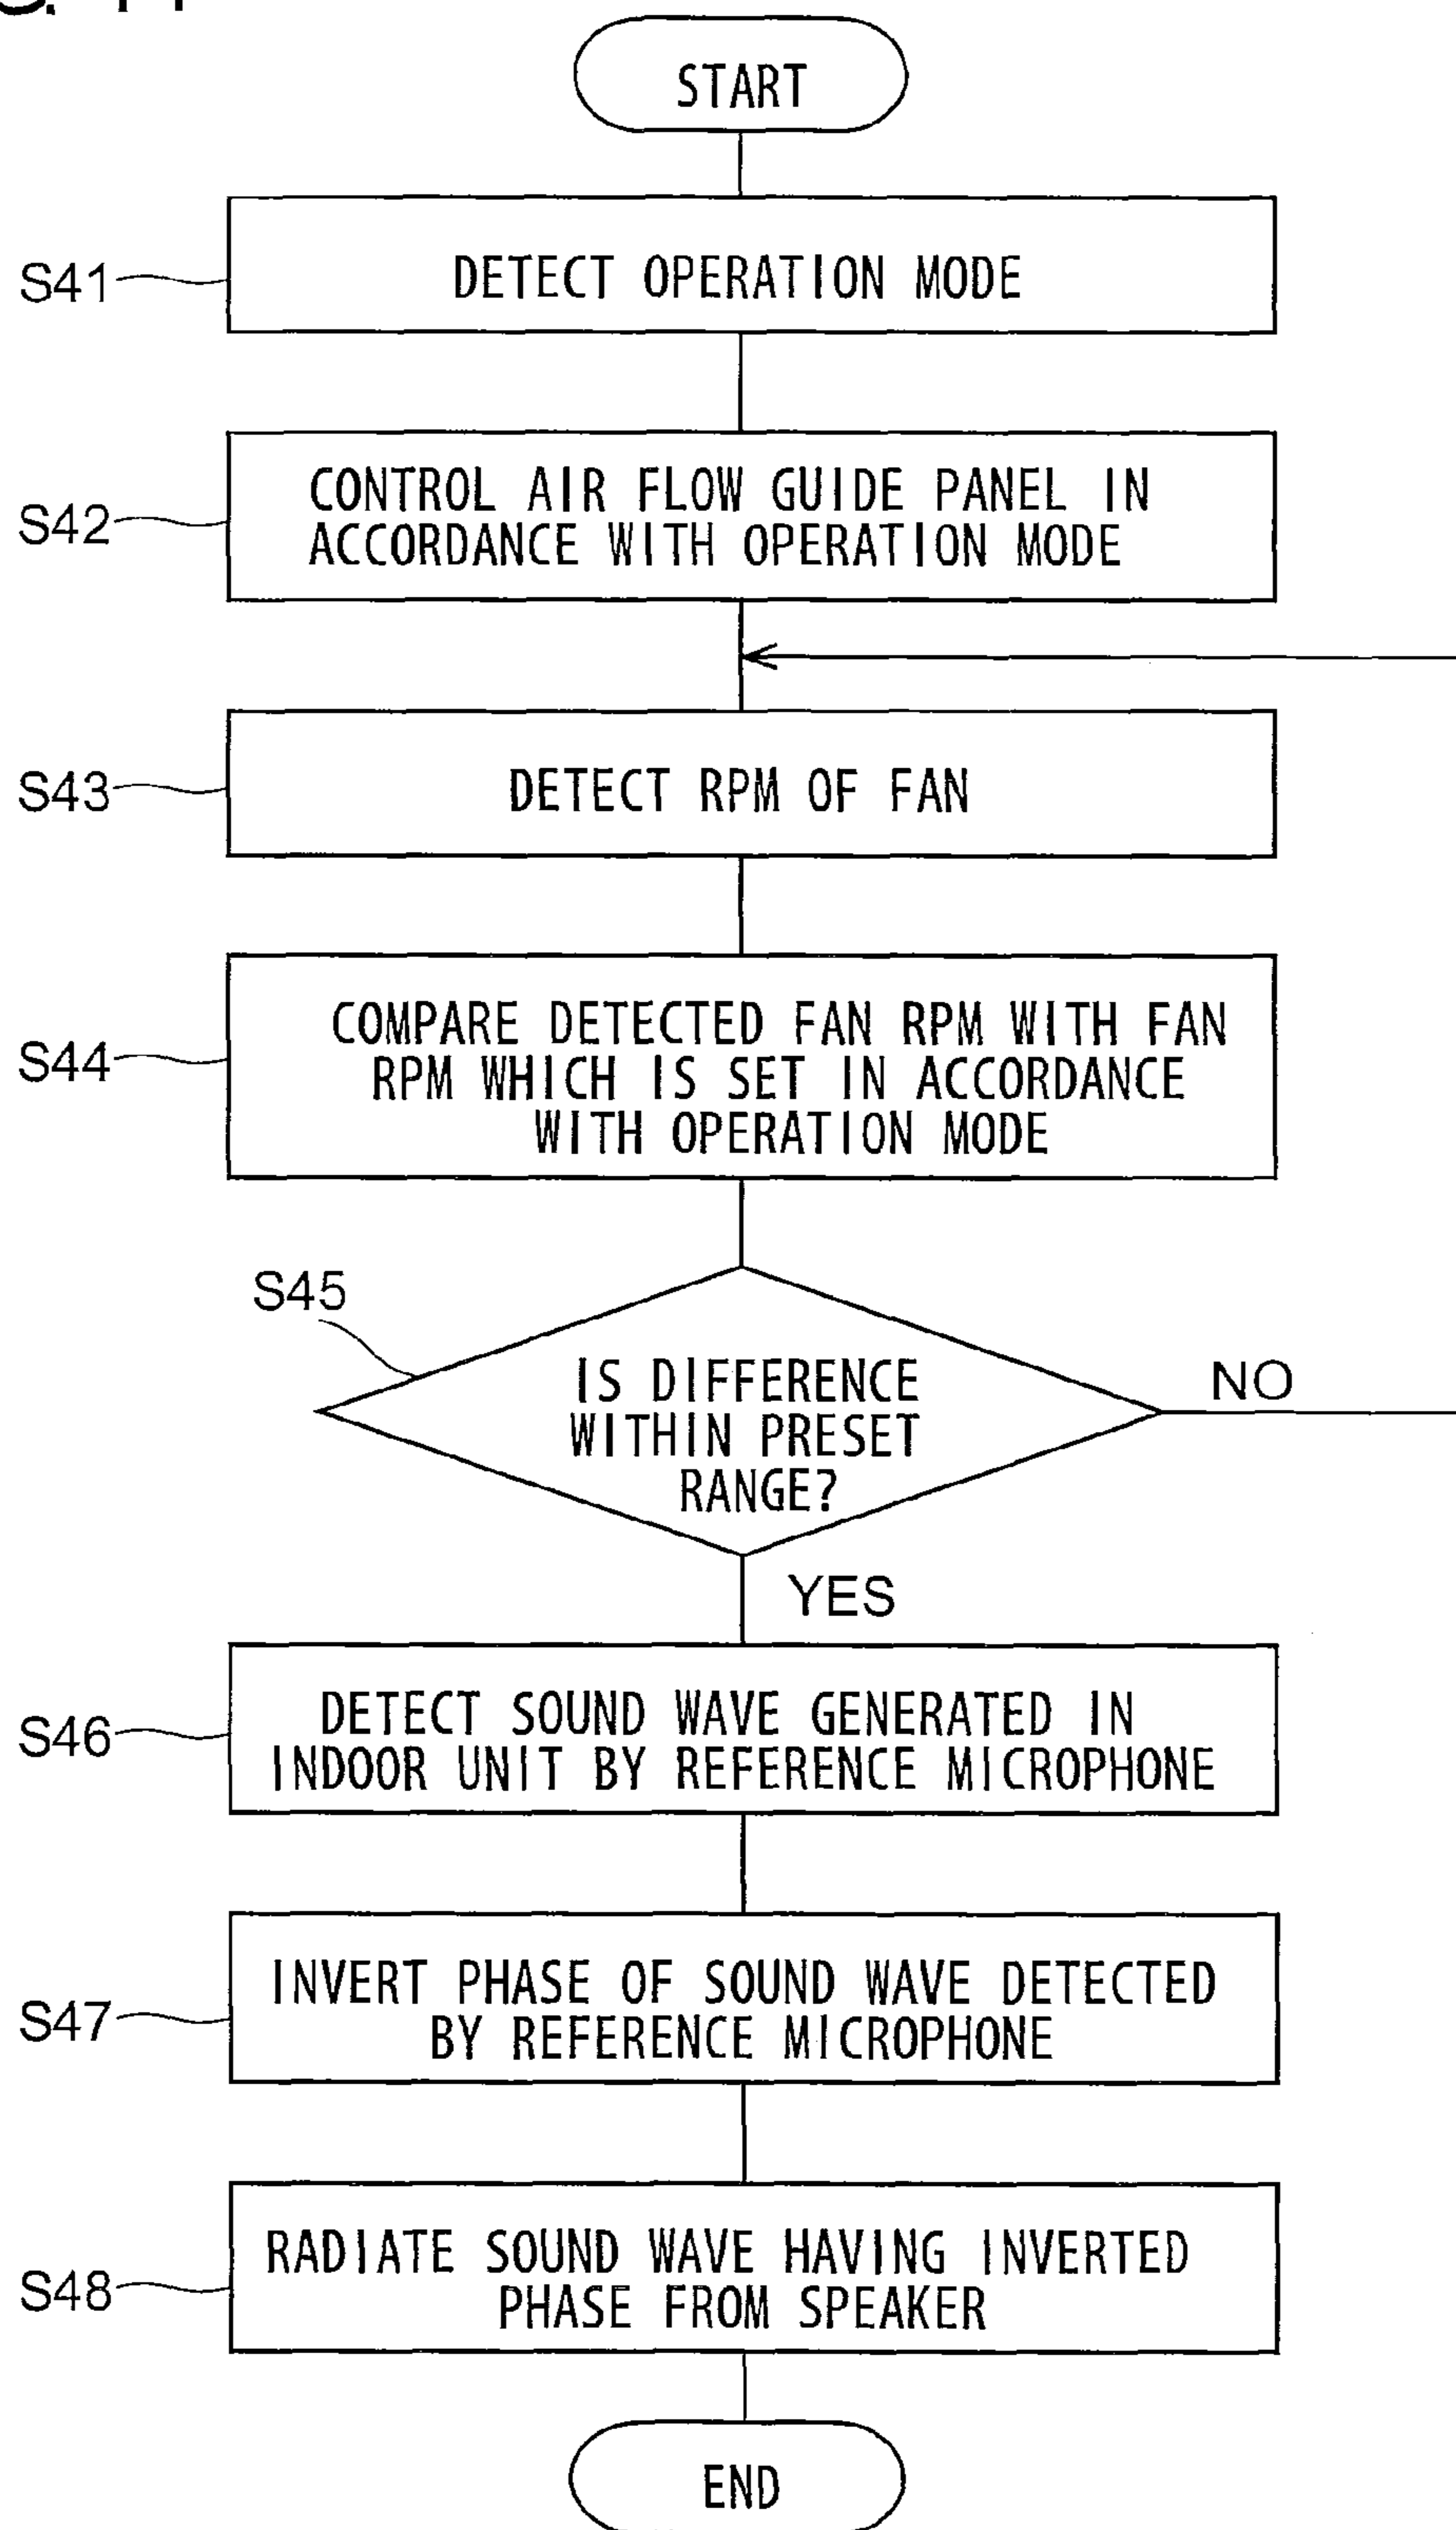 START
S41
DETECT OPERATION MODE
S42
CONTROL AIR FLOW GUIDE PANEL IN
ACCORDANCE WITH OPERATION MODE
S43
DETECT RPM OF FAN
S44
COMPARE DETECTED FAN RPM WITH FAN
RPM WHICH IS SET IN ACCORDANCE
WITH OPERATION MODE
S45
IS DIFFERENCE
WITHIN PRESET
RANGE?
NO
YES
S46
DETECT SOUND WAVE GENERATED IN
INDOOR UNIT BY REFERENCE MICROPHONE
S47
INVERT PHASE OF SOUND WAVE DETECTED
BY REFERENCE MICROPHONE
S48
RADIATE SOUND WAVE HAVING INVERTED
PHASE FROM SPEAKER
END